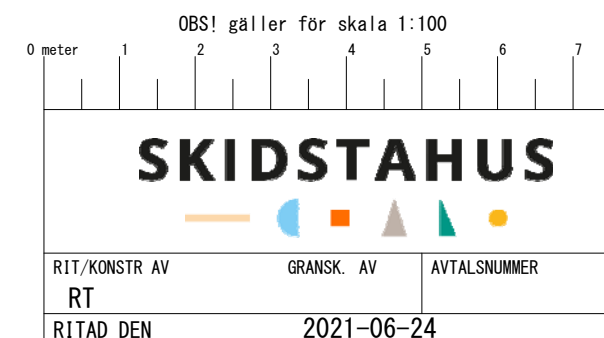 OBS! gäller för skala 1:100
0 meter 1 2 3 4 5 6 7
SKIDSTAHUS
RIT/KONSTR AV GRANSK. AV AVTALSNUMMER
RT
RITAD DEN 2021-06-24